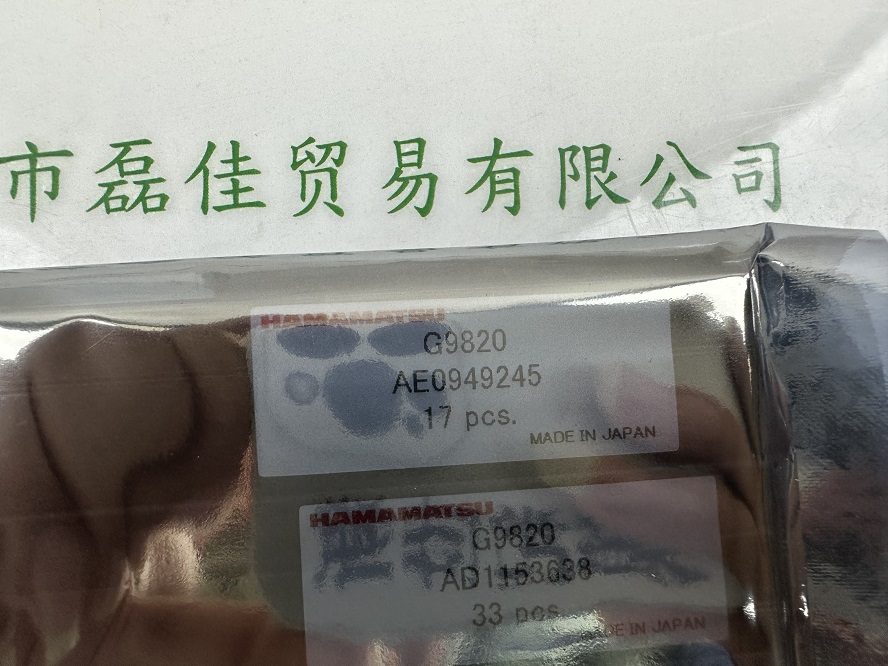 市磊佳贸易有限公司
HAMAMATSU
G9820
AE0949245
17 pcs.
MADE IN JAPAN
HAMAMATSU
G9820
AD1153638
33 pcs.
DE IN JAPAN